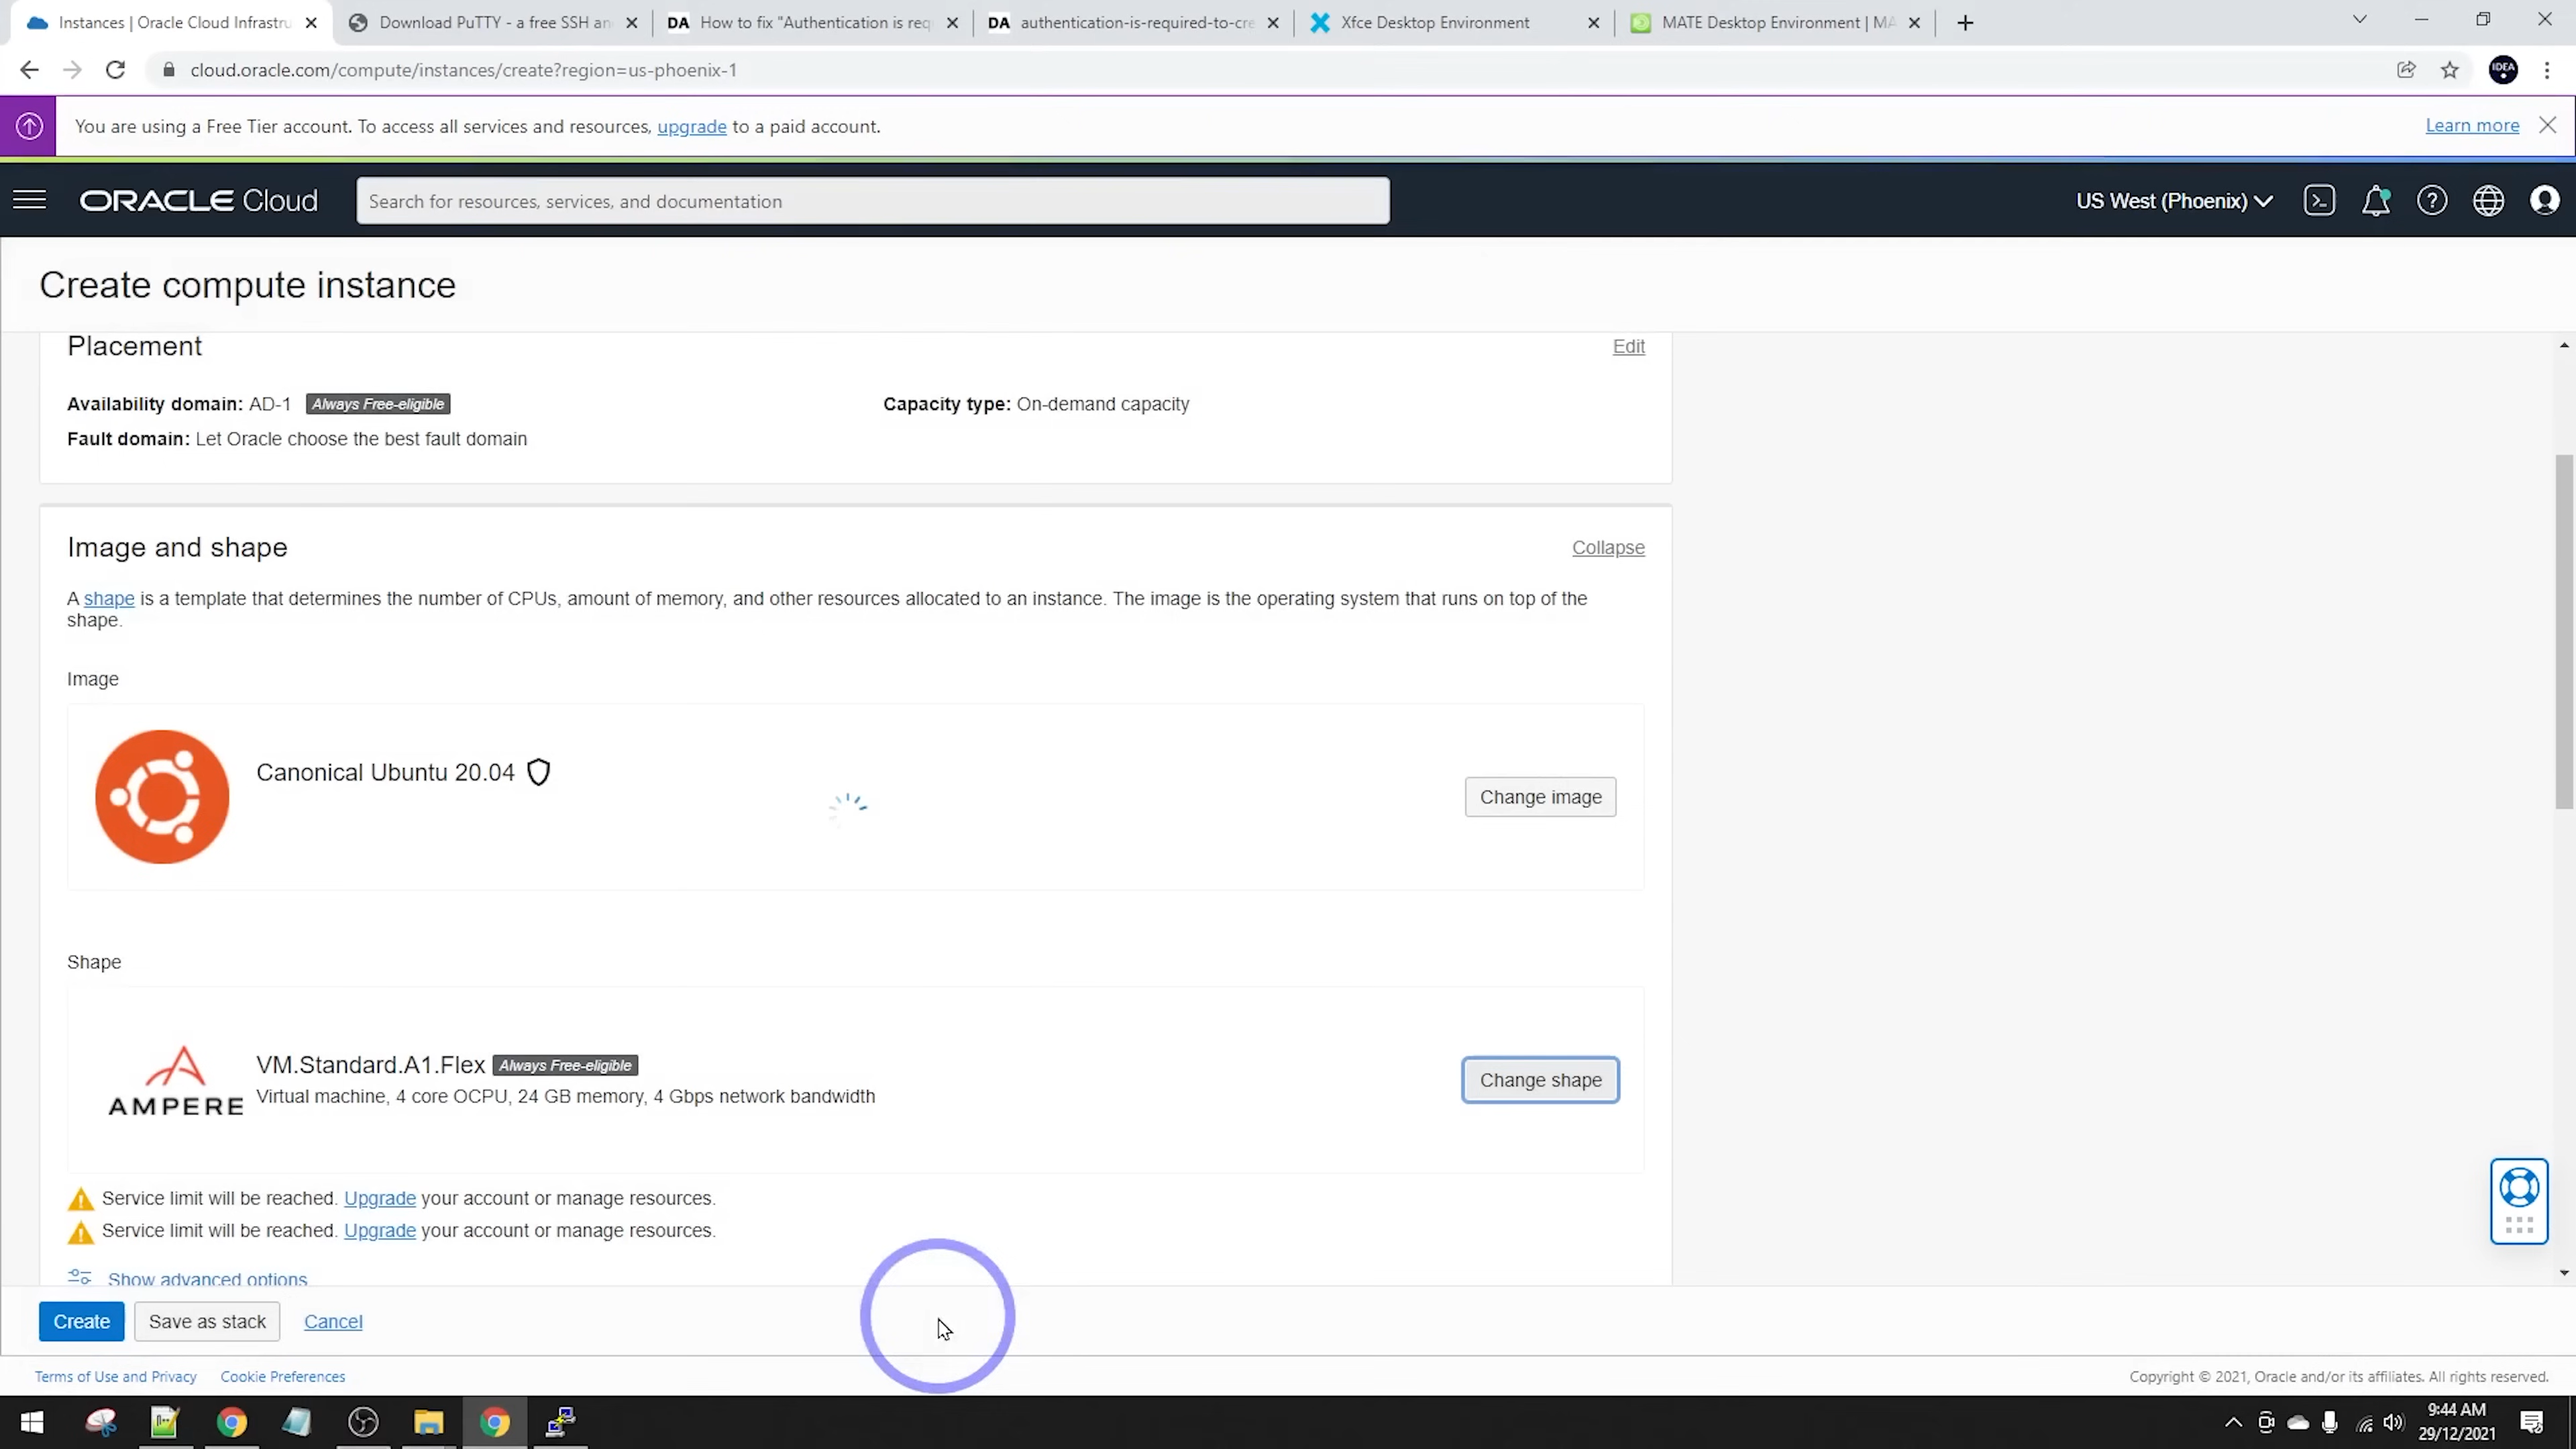 Instances | Oracle Cloud Infrastru
Download PuTTY - a free SSH an
DA How to fix "Authentication is req
DA authentication-is-required-to-cre
Xfce Desktop Environment
MATE Desktop Environment | MA
cloud.oracle.com/compute/instances/create?region=us-phoenix-1
IDEA
You are using a Free Tier account. To access all services and resources, upgrade to a paid account.
Learn more
ORACLE Cloud
Search for resources, services, and documentation
US West (Phoenix)
Create compute instance
Placement
Edit
Availability domain: AD-1 Always Free-eligible
Capacity type: On-demand capacity
Fault domain: Let Oracle choose the best fault domain
Image and shape
Collapse
A shape is a template that determines the number of CPUs, amount of memory, and other resources allocated to an instance. The image is the operating system that runs on top of the
shape.
Image
Canonical Ubuntu 20.04
Change image
Shape
AMPERE
VM.Standard.A1.Flex Always Free-eligible
Virtual machine, 4 core OCPU, 24 GB memory, 4 Gbps network bandwidth
Change shape
Service limit will be reached. Upgrade your account or manage resources.
Service limit will be reached. Upgrade your account or manage resources.
Show advanced options
Create
Save as stack
Cancel
Terms of Use and Privacy
Cookie Preferences
Copyright © 2021, Oracle and/or its affiliates. All rights reserved.
9:44 AM
29/12/2021